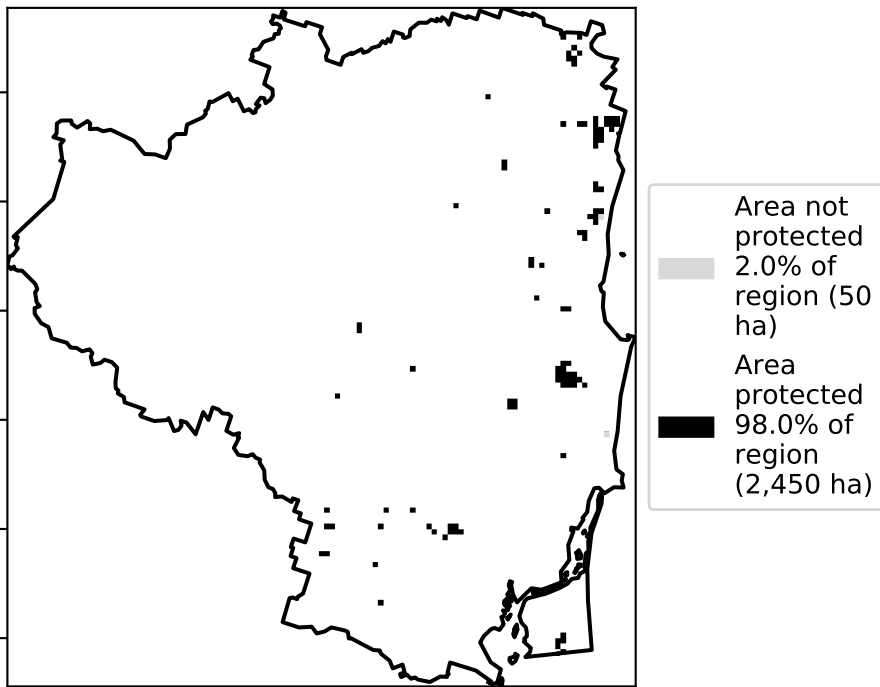 Area not
protected
2.0% of
region (50
ha)
Area
protected
98.0% of
region
(2,450 ha)